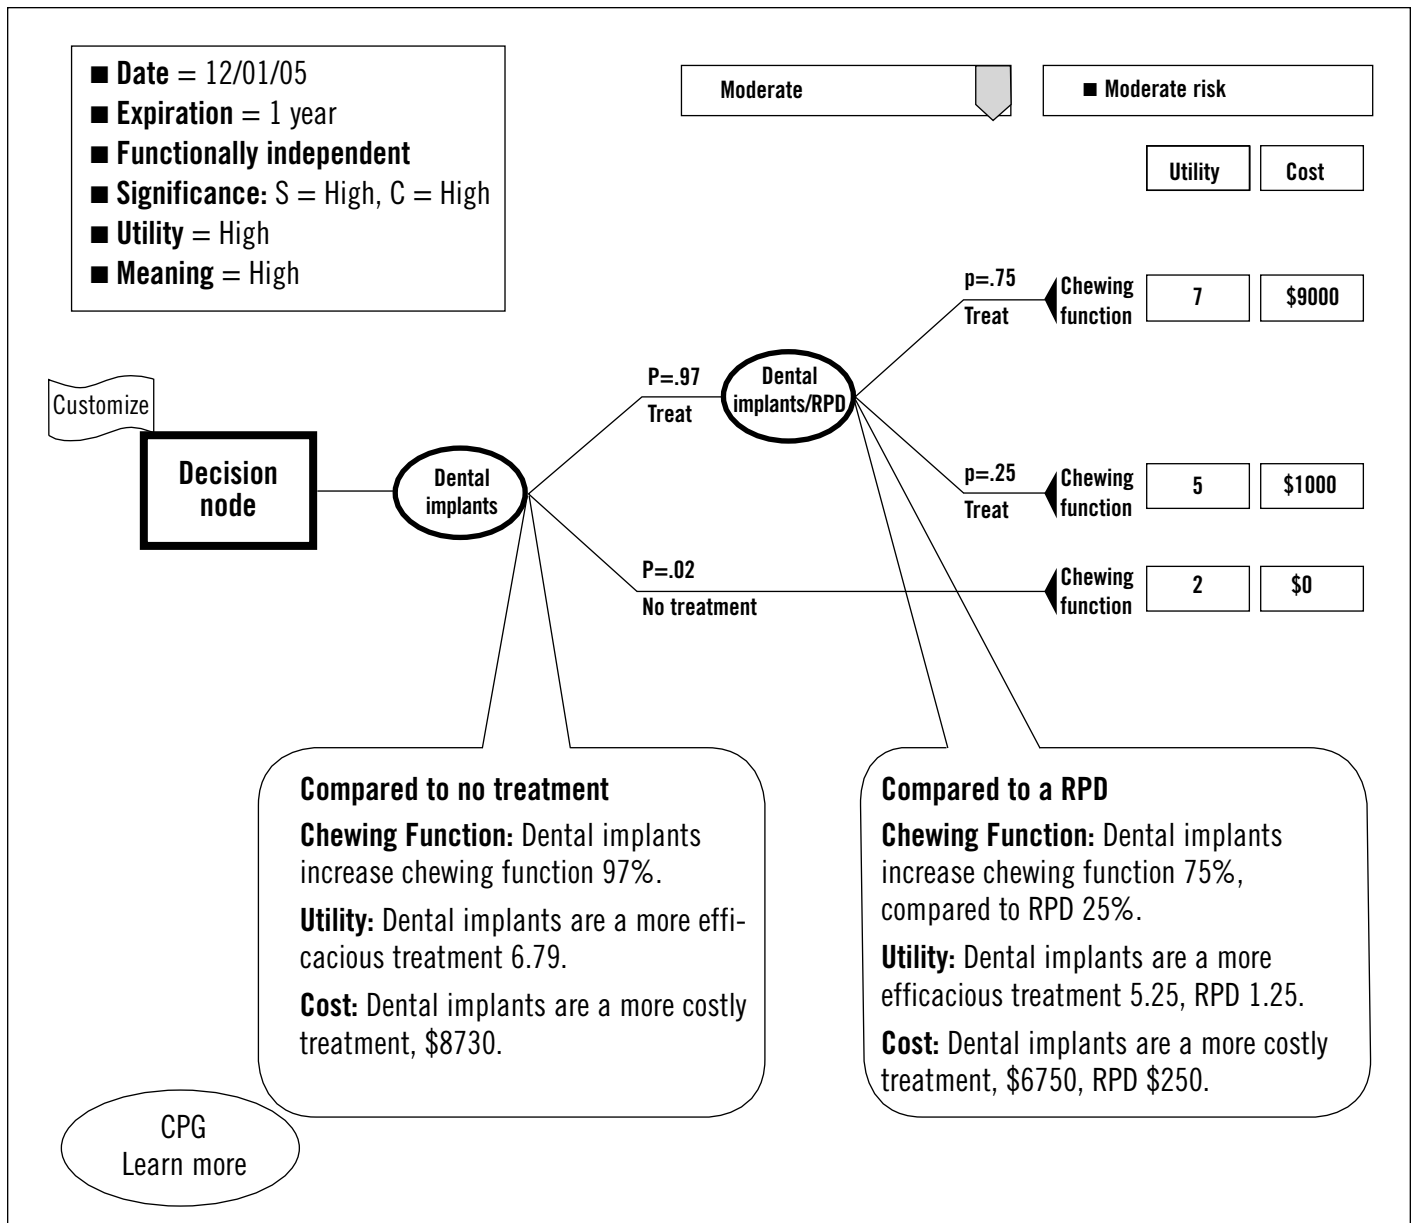 ■ Date = 12/01/05
■ Expiration = 1 year
■ Functionally independent
■ Significance: S = High, C = High
■ Utility = High
■ Meaning = High
Moderate
■ Moderate risk
Utility
Cost
p=.75
Treat
Chewing
function
7
$9000
P=.97
Treat
Dental
implants/RPD
Customize
Decision
node
Dental
implants
p=.25
Treat
Chewing
function
5
$1000
P=.02
No treatment
Chewing
function
2
$0
Compared to no treatment
Chewing Function: Dental implants
increase chewing function 97%.
Utility: Dental implants are a more effi-
cacious treatment 6.79.
Cost: Dental implants are a more costly
treatment, $8730.
Compared to a RPD
Chewing Function: Dental implants
increase chewing function 75%,
compared to RPD 25%.
Utility: Dental implants are a more
efficacious treatment 5.25, RPD 1.25.
Cost: Dental implants are a more costly
treatment, $6750, RPD $250.
CPG
Learn more